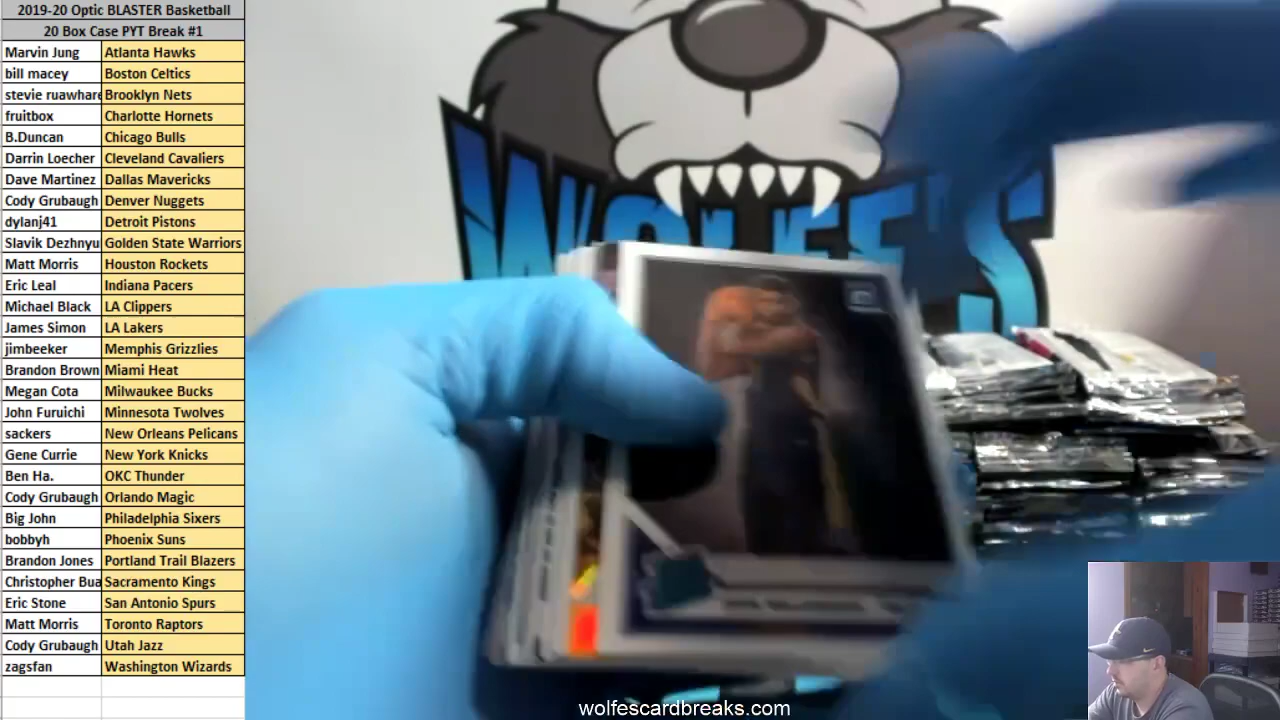 2019-20 Optic BLASTER Basketball
20 Box Case PYT Break #1
Marvin Jung Atlanta Hawks
bill macey Boston Celtics
stevie ruawhare Brooklyn Nets
fruitbox Charlotte Hornets
B.Duncan Chicago Bulls
Darrin Loecher Cleveland Cavaliers
Dave Martinez Dallas Mavericks
Cody Grubaugh Denver Nuggets
dylanj41 Detroit Pistons
Slavik Dezhnyu Golden State Warriors
Matt Morris Houston Rockets
Eric Leal Indiana Pacers
Michael Black LA Clippers
James Simon LA Lakers
jimbeeker Memphis Grizzlies
Brandon Brown Miami Heat
Megan Cota Milwaukee Bucks
John Furuichi Minnesota Twolves
sackers New Orleans Pelicans
Gene Currie New York Knicks
Ben Ha. OKC Thunder
Cody Grubaugh Orlando Magic
Big John Philadelphia Sixers
bobbyh Phoenix Suns
Brandon Jones Portland Trail Blazers
Christopher Bua Sacramento Kings
Eric Stone San Antonio Spurs
Matt Morris Toronto Raptors
Cody Grubaugh Utah Jazz
zagsfan Washington Wizards
WOLFE'S
wolfescardbreaks.com